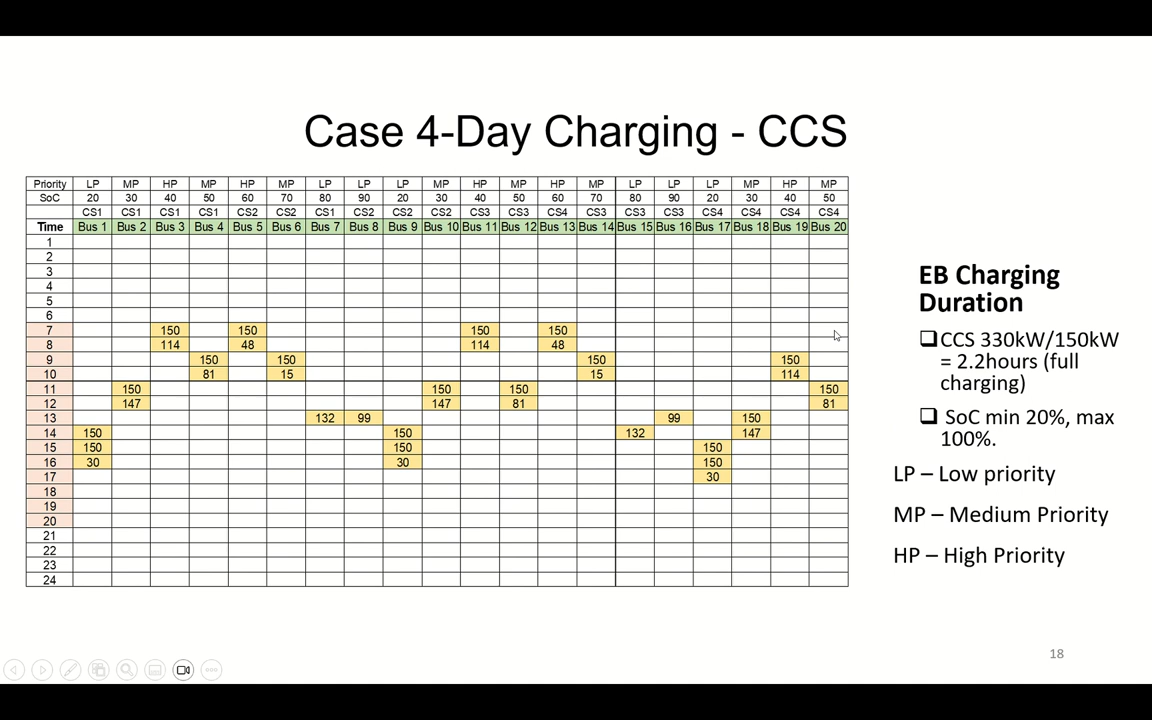 Case 4-Day Charging - CCS
Priority LP MP HP MP HP MP LP LP LP MP HP MP HP MP LP LP LP MP HP MP
SoC 20 30 40 50 60 70 80 90 20 30 40 50 60 70 80 90 20 30 40 50
CS1 CS1 CS1 CS1 CS2 CS2 CS1 CS2 CS2 CS2 CS3 CS3 CS4 CS3 CS3 CS3 CS4 CS4 CS4 CS4
Time Bus 1 Bus 2 Bus 3 Bus 4 Bus 5 Bus 6 Bus 7 Bus 8 Bus 9 Bus 10 Bus 11 Bus 12 Bus 13 Bus 14 Bus 15 Bus 16 Bus 17 Bus 18 Bus 19 Bus 20
1
2
3
4
5
6
7 150 150 150 150
8 114 48 114 48
9 150 150 150 150
10 81 15 15 114
11 150 150 150 150
12 147 147 81 81
13 132 99 99 150
14 150 150 132 147
15 150 150 150
16 30 30 150
17 30
18
19
20
21
22
23
24
EB Charging
Duration
CCS 330kW/150kW
= 2.2hours (full
charging)
SoC min 20%, max
100%.
LP – Low priority
MP – Medium Priority
HP – High Priority
18